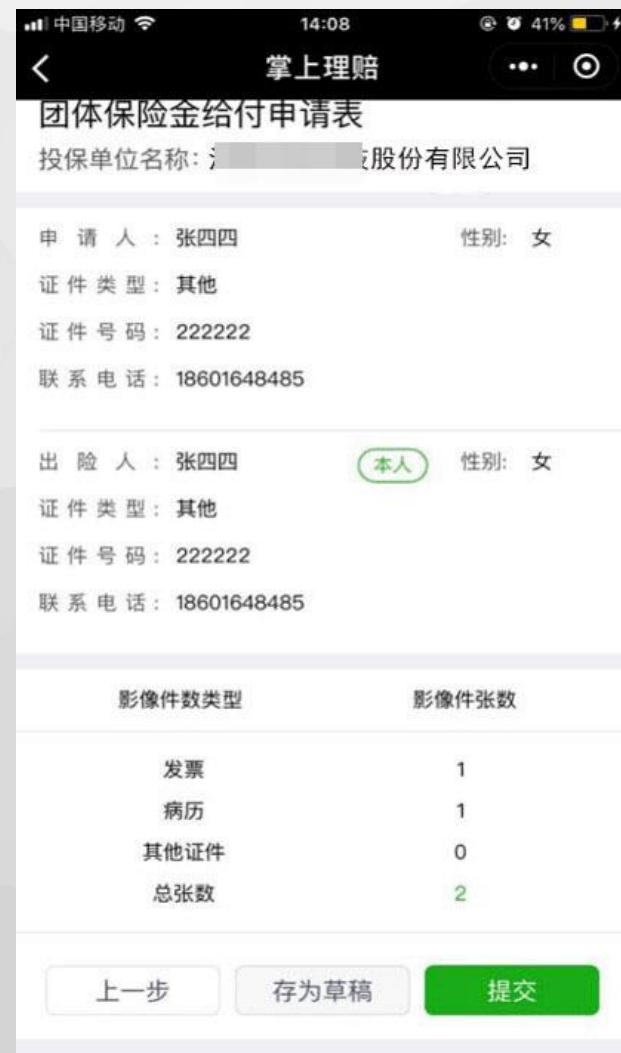 中国移动 14:08 41%
掌上理赔
团体保险金给付申请表
投保单位名称: 股份有限公司
申请人: 张四四 性别: 女
证件类型: 其他
证件号码: 222222
联系电话: 18601648485
出险人: 张四四 本人 性别: 女
证件类型: 其他
证件号码: 222222
联系电话: 18601648485
影像件数类型 影像件张数
发票 1
病历 1
其他证件 0
总张数 2
上一步 存为草稿 提交